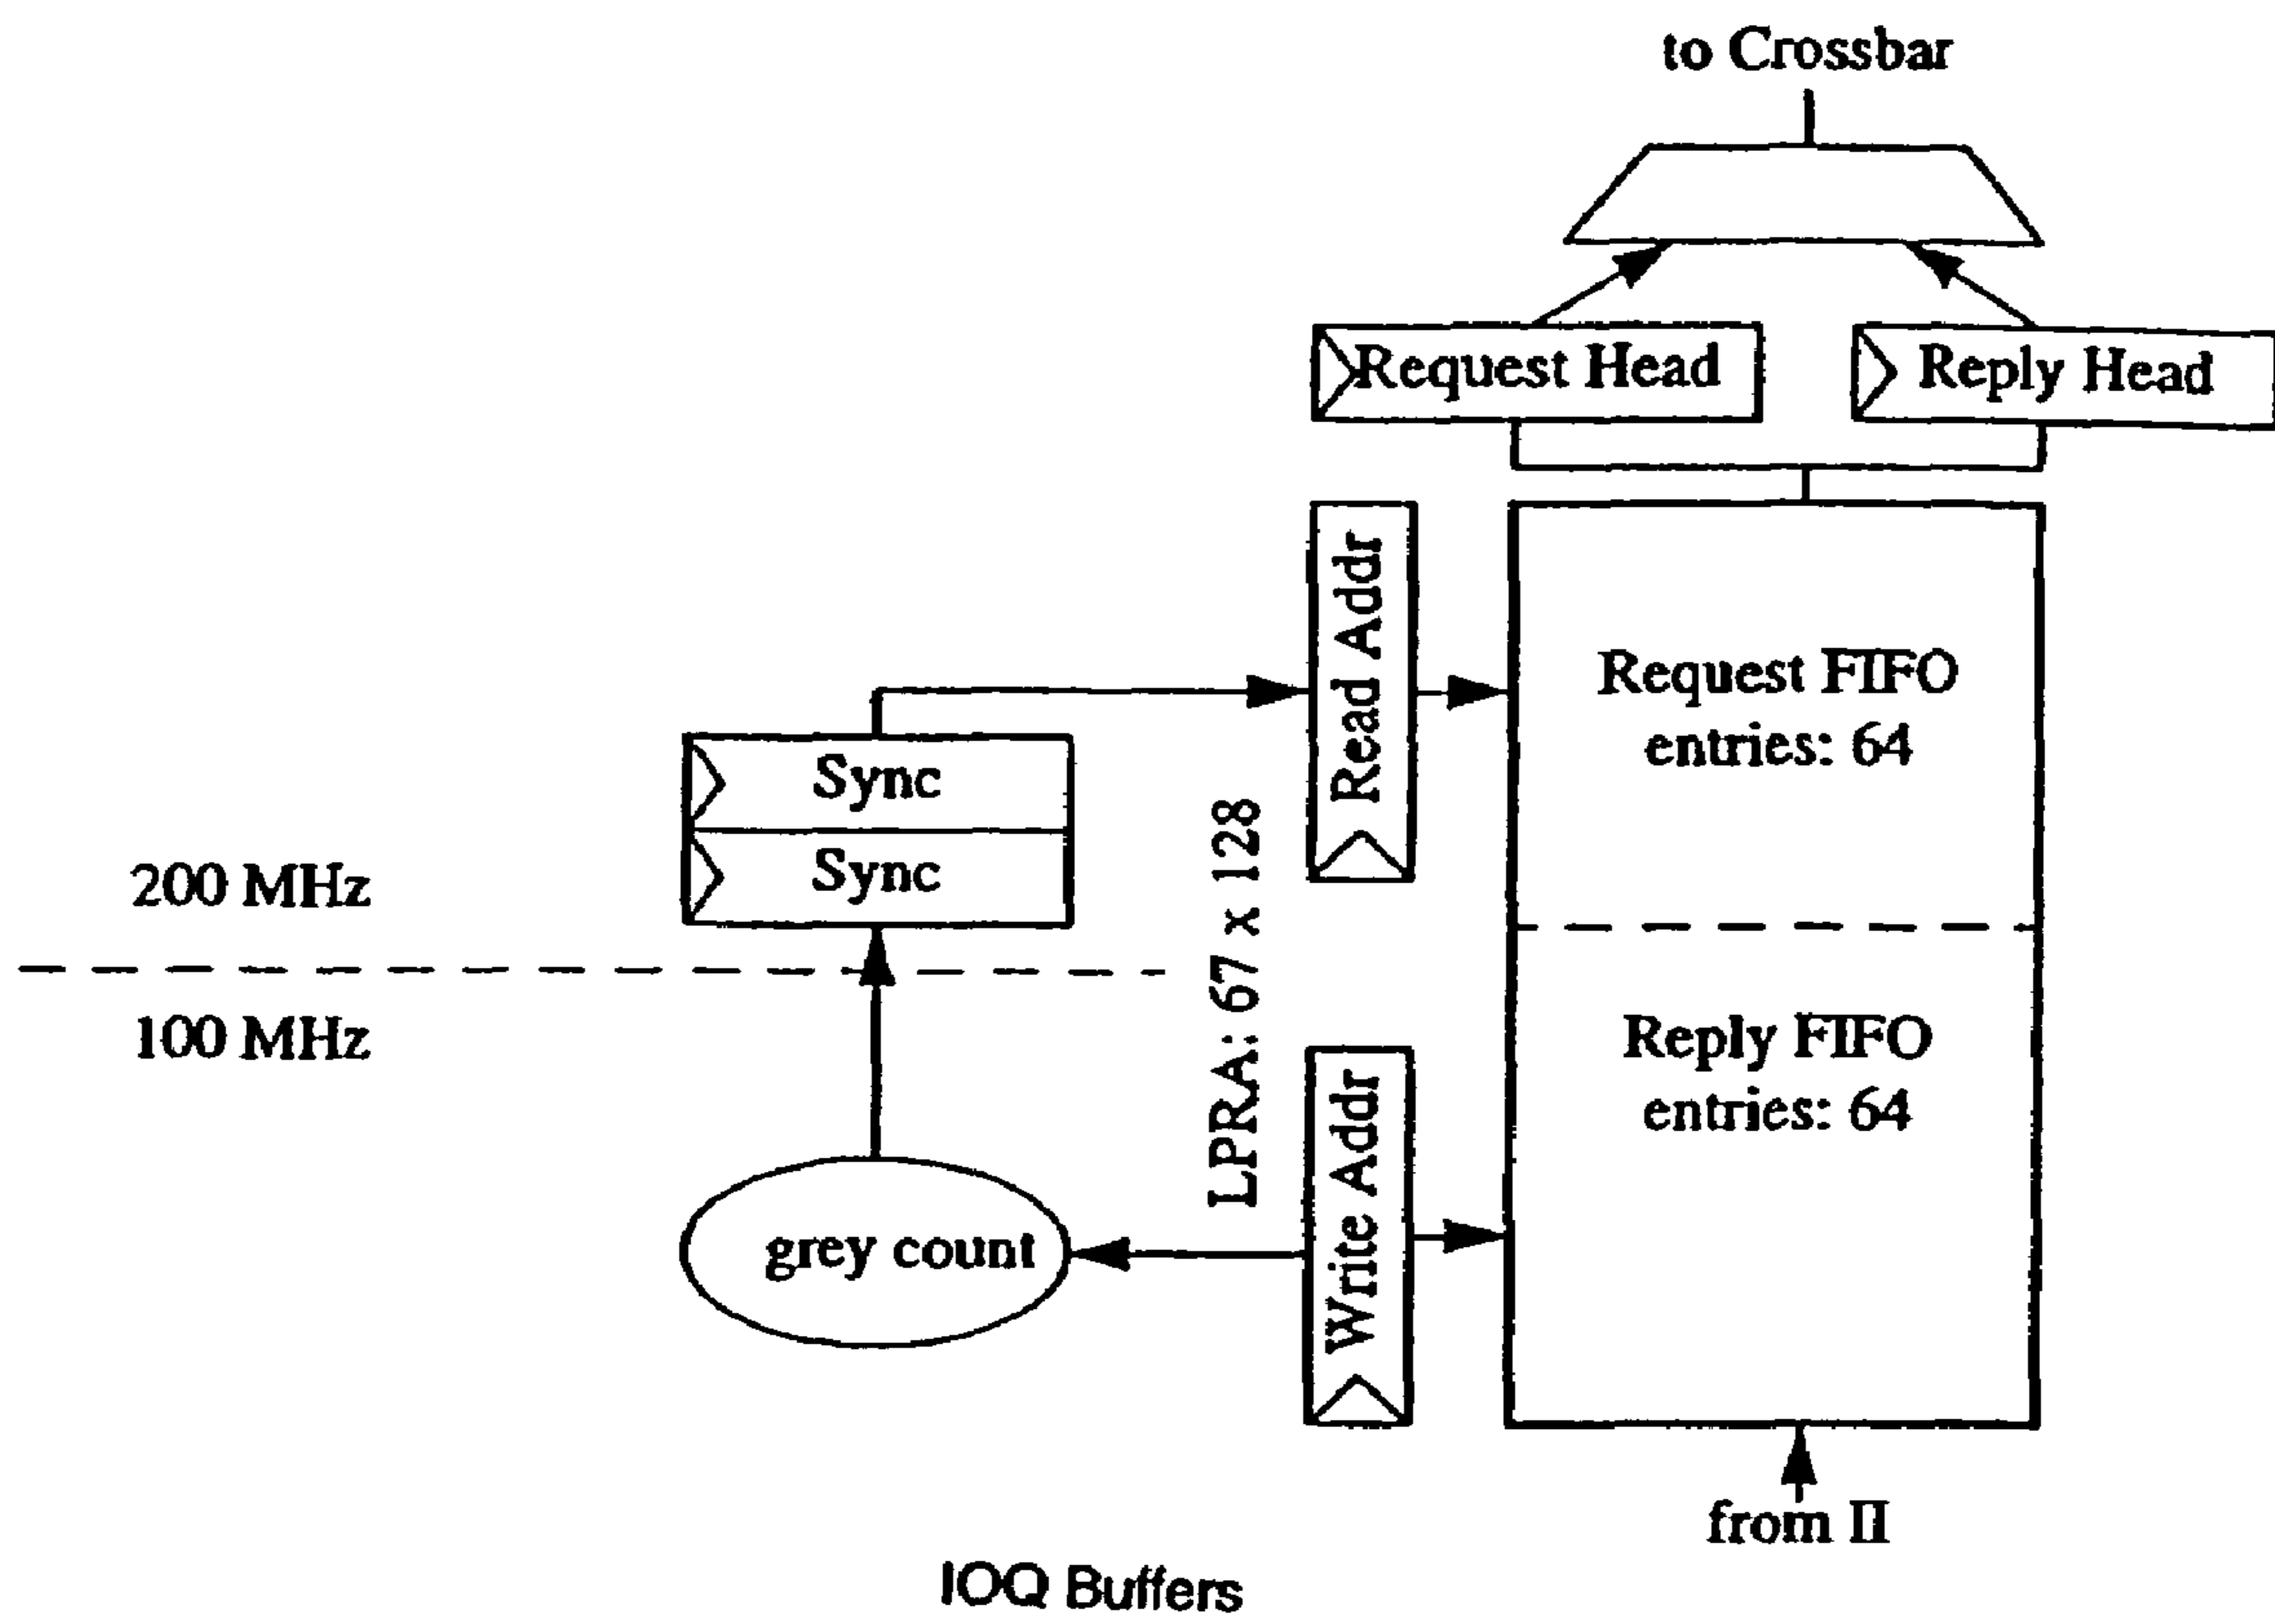 to Crossbar
Request Head
Reply Head
Read Addr
Request FIFO
entries: 64
Sync
Sync
200 MHz
LPRA: 67 x 128
100 MHz
Reply FIFO
entries: 64
Write Addr
grey count
from II
IOQ Buffers